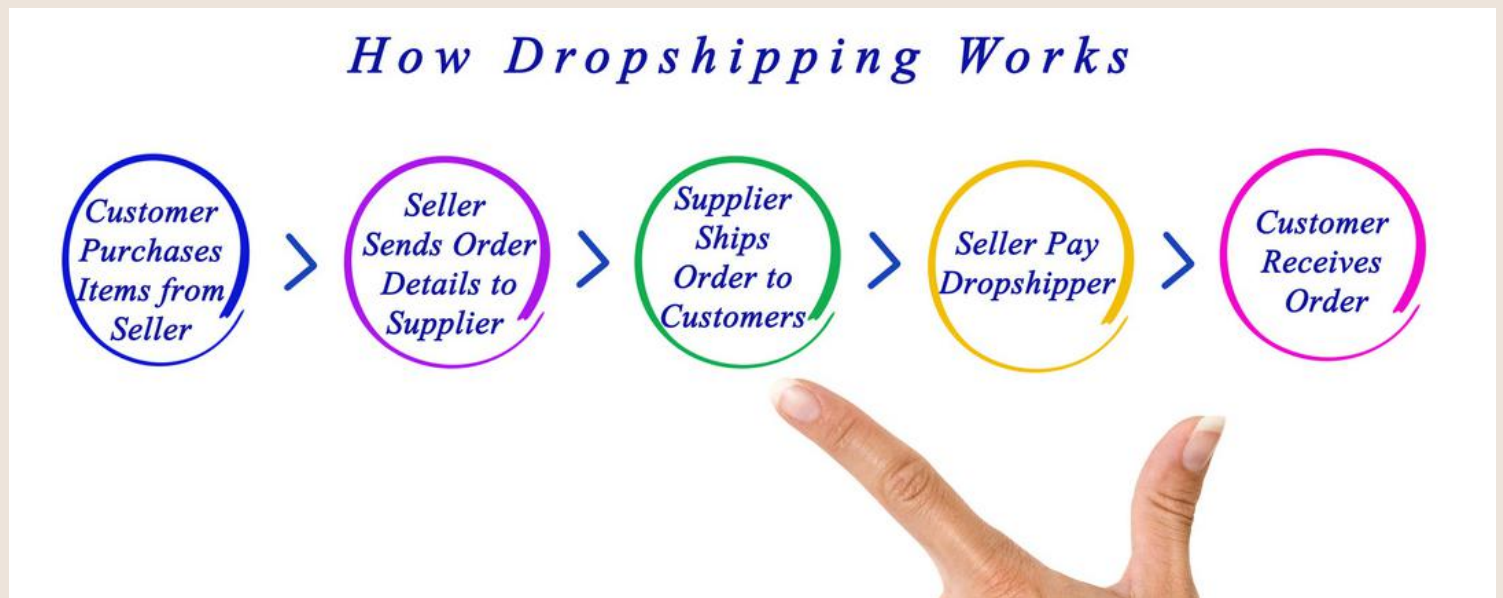 How Dropshipping Works
Customer
Purchases
Items from
Seller
Seller
Sends Order
Details to
Supplier
Supplier
Ships
Order to
Customers
Seller Pay
Dropshipper
Customer
Receives
Order